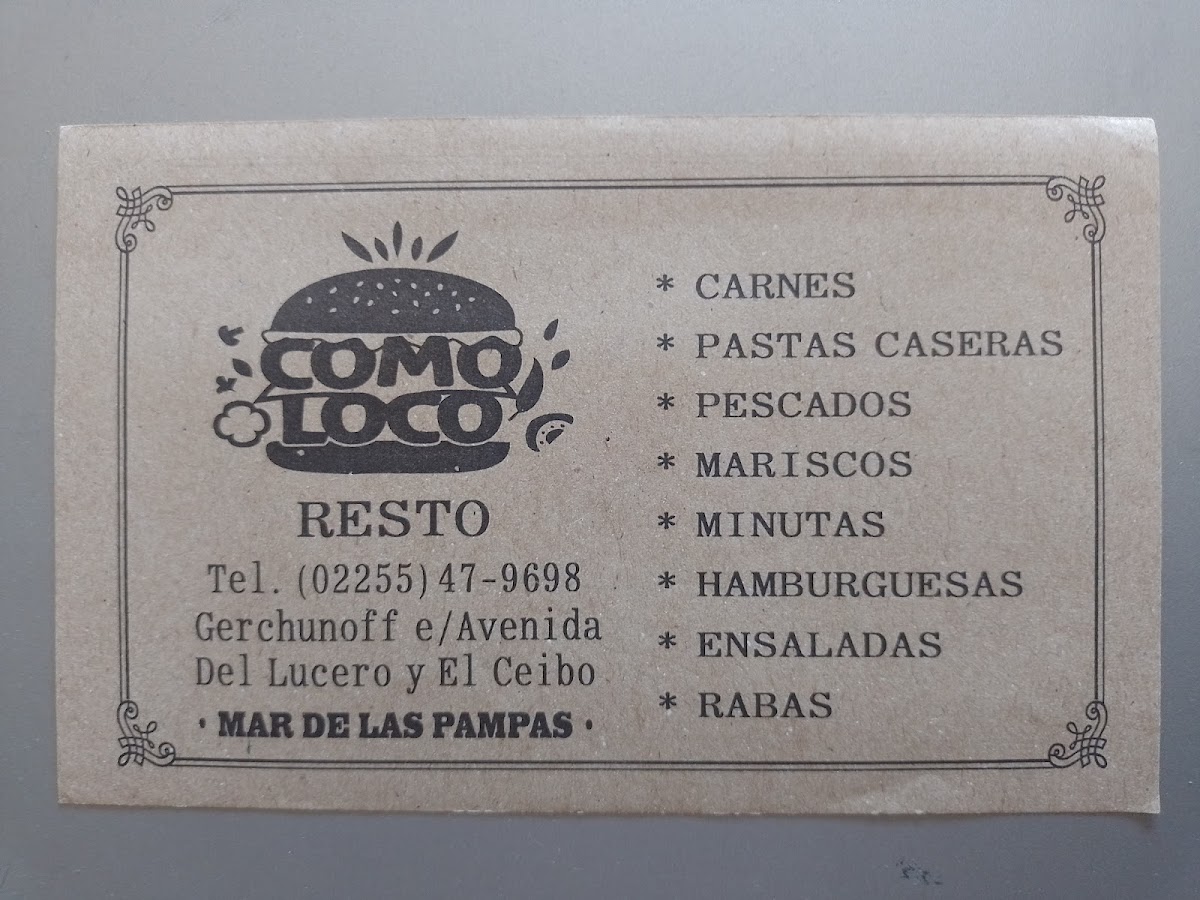 COMO
LOCO
RESTO
Tel. (02255) 47-9698
Gerchunoff e/Avenida
Del Lucero y El Ceibo
· MAR DE LAS PAMPAS ·
* CARNES
* PASTAS CASERAS
* PESCADOS
* MARISCOS
* MINUTAS
* HAMBURGUESAS
* ENSALADAS
* RABAS